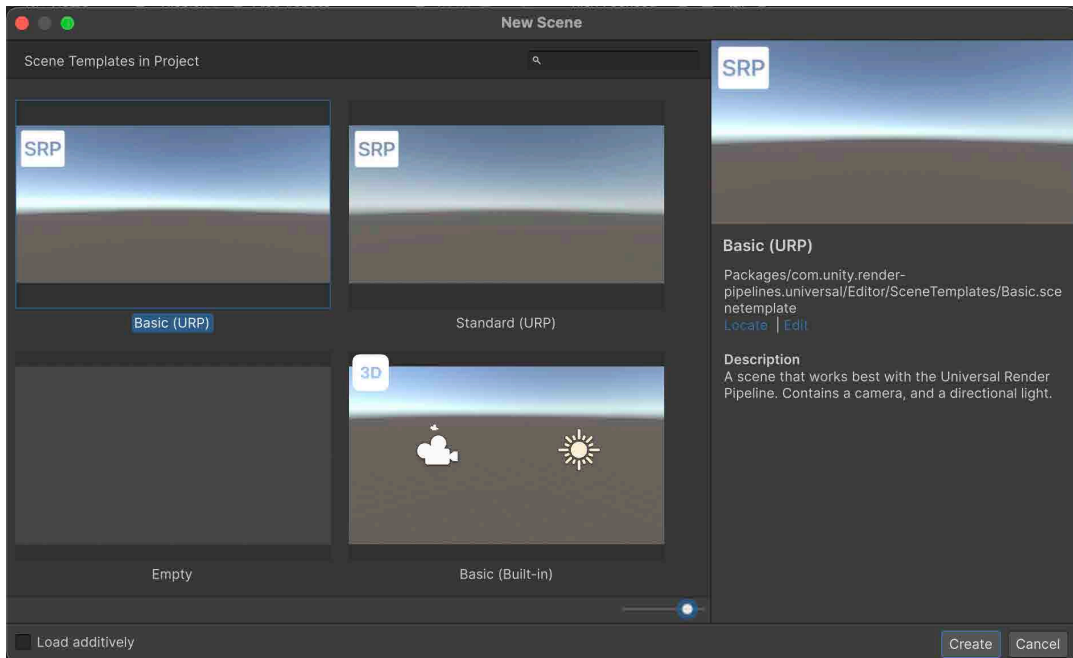 New Scene
Scene Templates in Project
SRP
Basic (URP)
SRP
Standard (URP)
Empty
3D
Basic (Built-in)
SRP
Basic (URP)
Packages/com.unity.render-
pipelines.universal/Editor/SceneTemplates/Basic.sce
netemplate
Locate | Edit
Description
A scene that works best with the Universal Render
Pipeline. Contains a camera, and a directional light.
Load additively
Create
Cancel